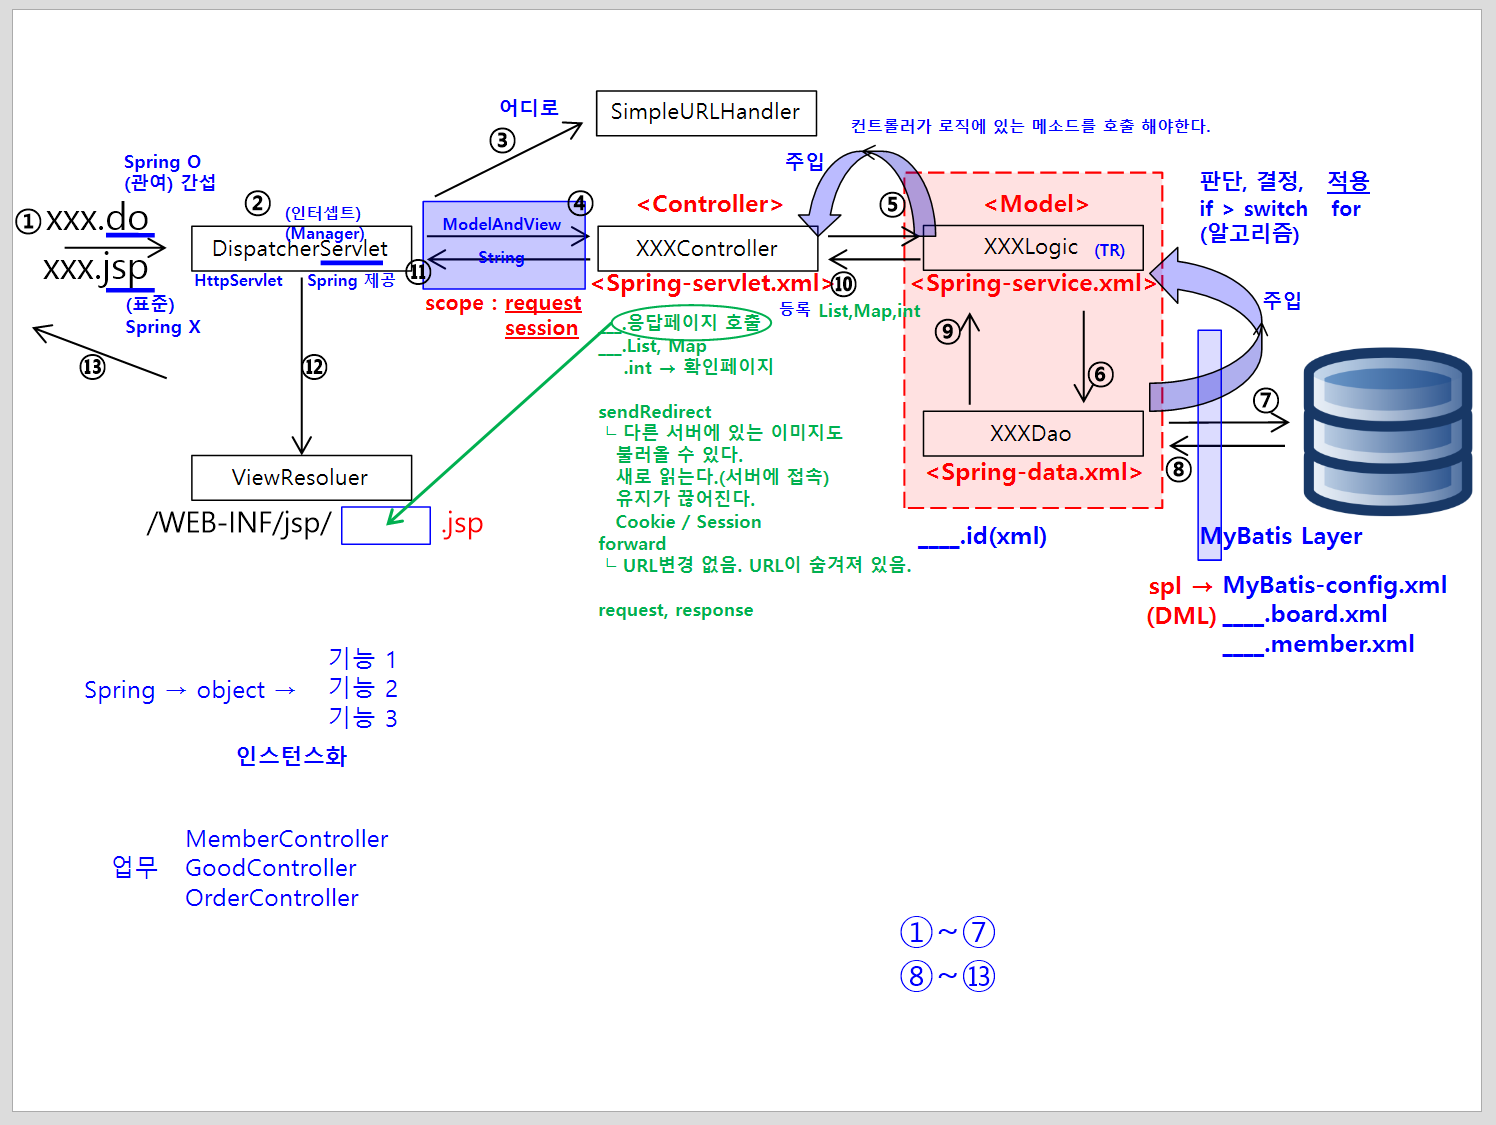 SimpleURLHandler
어디로
③
컨트롤러가 로직에 있는 메소드를 호출 해야한다.
주입
Spring O
(관여) 간섭
① xxx.do
xxx.jsp
(표준)
Spring X
⑬
②
(인터셉트)
(Manager)
DispatcherServlet
HttpServlet
Spring 제공
④
ModelAndView
String
⑪
scope : request
session
<Controller>
XXXController
<Spring-servlet.xml>
⑤
⑩
등록 List,Map,int
<Model>
XXXLogic (TR)
<Spring-service.xml>
판단, 결정, 적용
if > switch for
(알고리즘)
주입
⑨
⑥
XXXDao
<Spring-data.xml>
⑦
⑧
____.id(xml)
MyBatis Layer
spl → MyBatis-config.xml
(DML) ____.board.xml
____.member.xml
⑫
ViewResoluer
/WEB-INF/jsp/ .jsp
___.응답페이지 호출
___.List, Map
.int → 확인페이지
sendRedirect
└ 다른 서버에 있는 이미지도
불러올 수 있다.
새로 읽는다.(서버에 접속)
유지가 끊어진다.
Cookie / Session
forward
└ URL변경 없음. URL이 숨겨져 있음.
request, response
Spring → object →
기능 1
기능 2
기능 3
인스턴스화
업무
MemberController
GoodController
OrderController
①~⑦
⑧~⑬